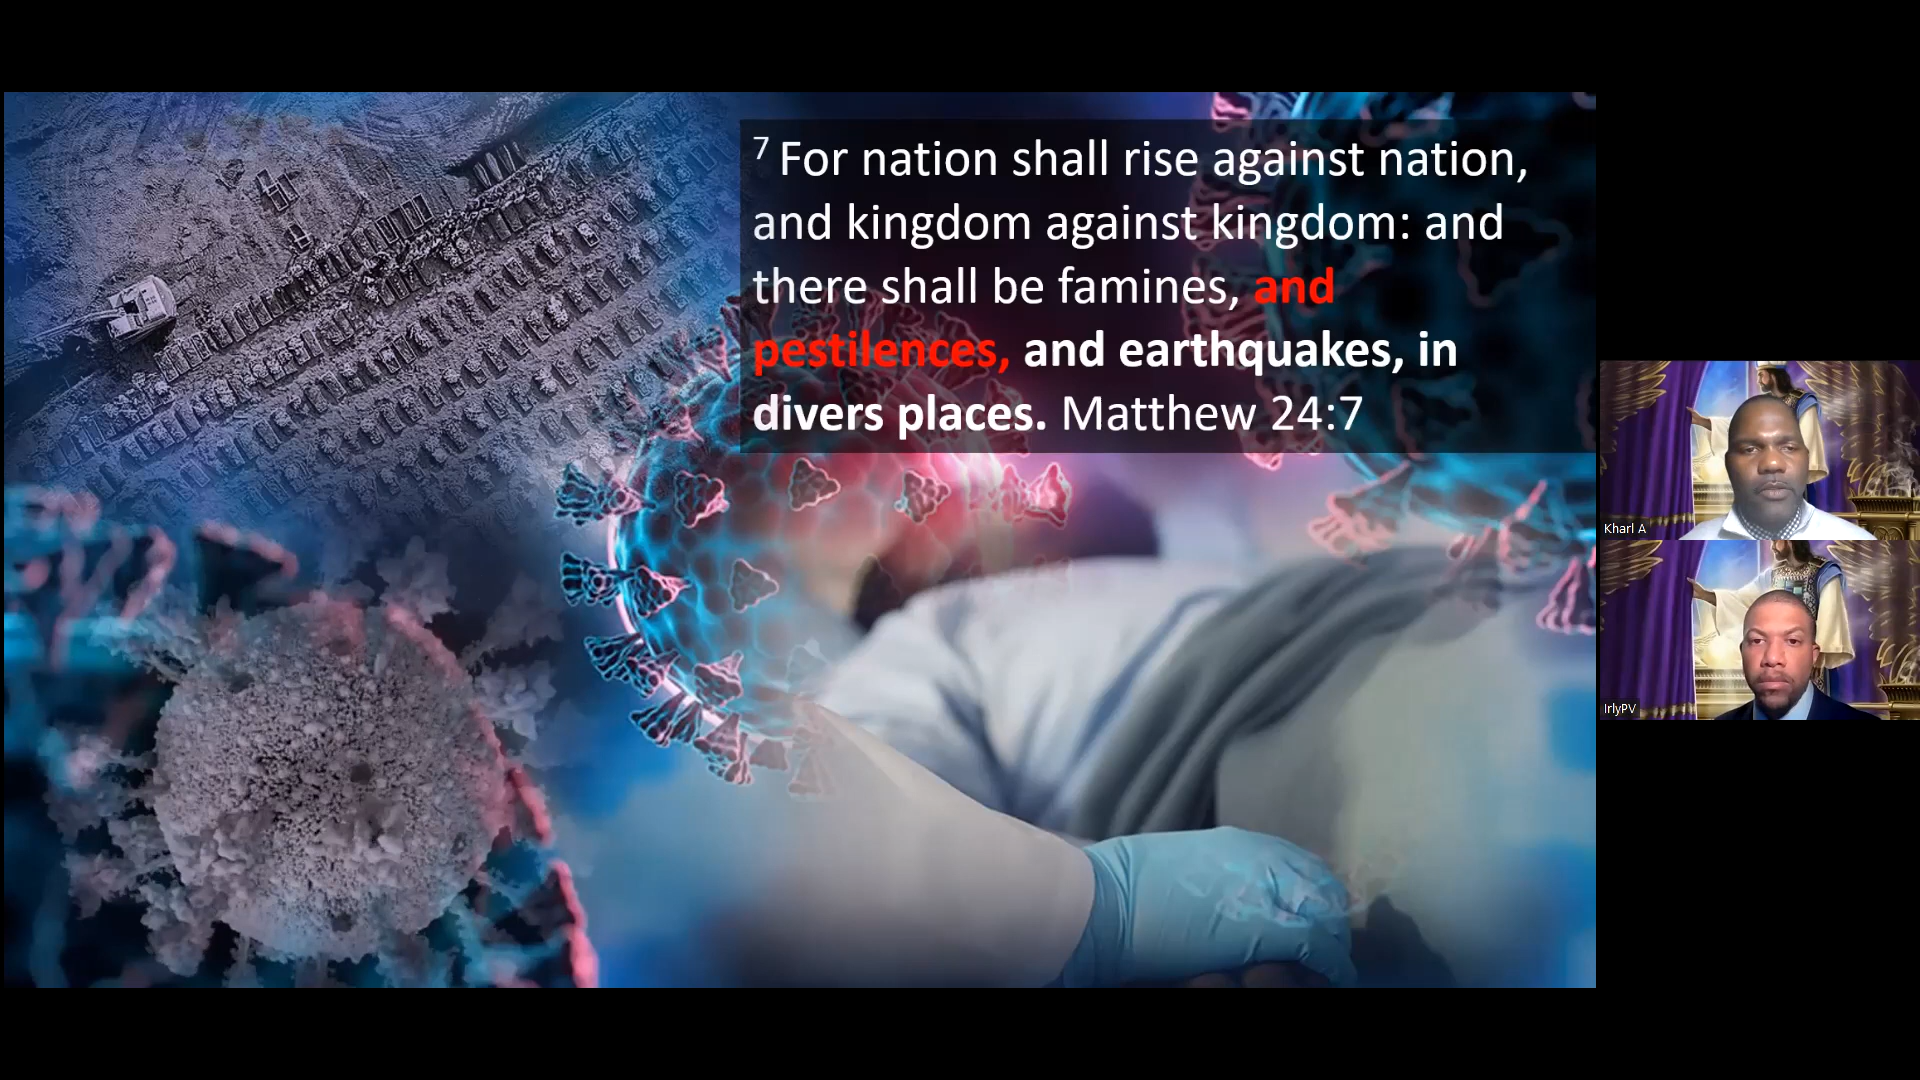 7 For nation shall rise against nation,
and kingdom against kingdom: and
there shall be famines, and
pestilences, and earthquakes, in
divers places. Matthew 24:7
Kharl A
IrlyPV